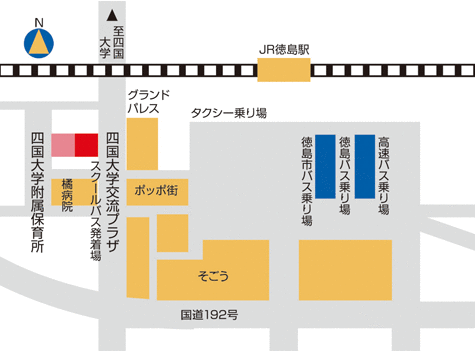 N
至四国
大学
JR徳島駅
グランド
パレス
タクシー乗り場
四国大学附属保育所
橘病院
スクールバス発着場
四国大学交流プラザ
ポッポ街
徳島市バス乗り場
徳島バス乗り場
高速バス乗り場
そごう
国道192号